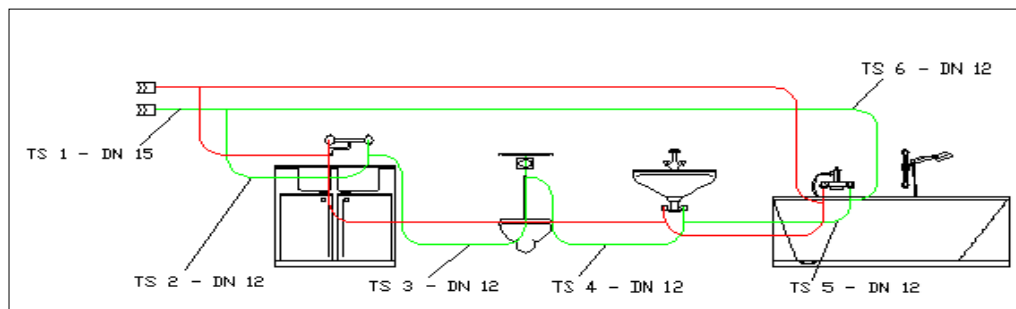 TS 6 - DN 12
TS 1 - DN 15
TS 2 - DN 12
TS 3 - DN 12
TS 4 - DN 12
TS 5 - DN 12